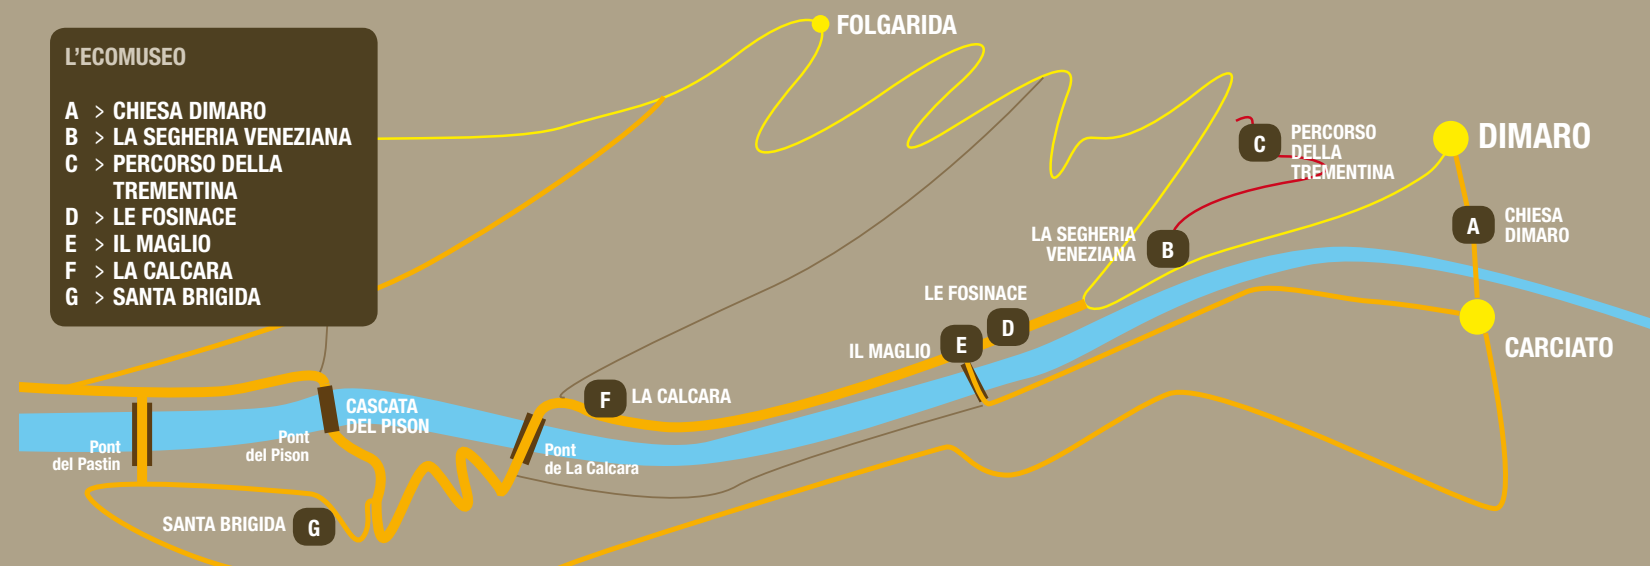 L'ECOMUSEO
A > CHIESA DIMARO
B > LA SEGHERIA VENEZIANA
C > PERCORSO DELLA
TREMENTINA
D > LE FOSINACE
E > IL MAGLIO
F > LA CALCARA
G > SANTA BRIGIDA
FOLGARIDA
C
PERCORSO
DELLA
TREMENTINA
DIMARO
A
CHIESA
DIMARO
LA SEGHERIA
VENEZIANA
B
LE FOSINACE
D
IL MAGLIO
E
CARCIATO
F
LA CALCARA
CASCATA
DEL PISON
Pont
del Pastin
Pont
del Pison
Pont
de La Calcara
SANTA BRIGIDA
G